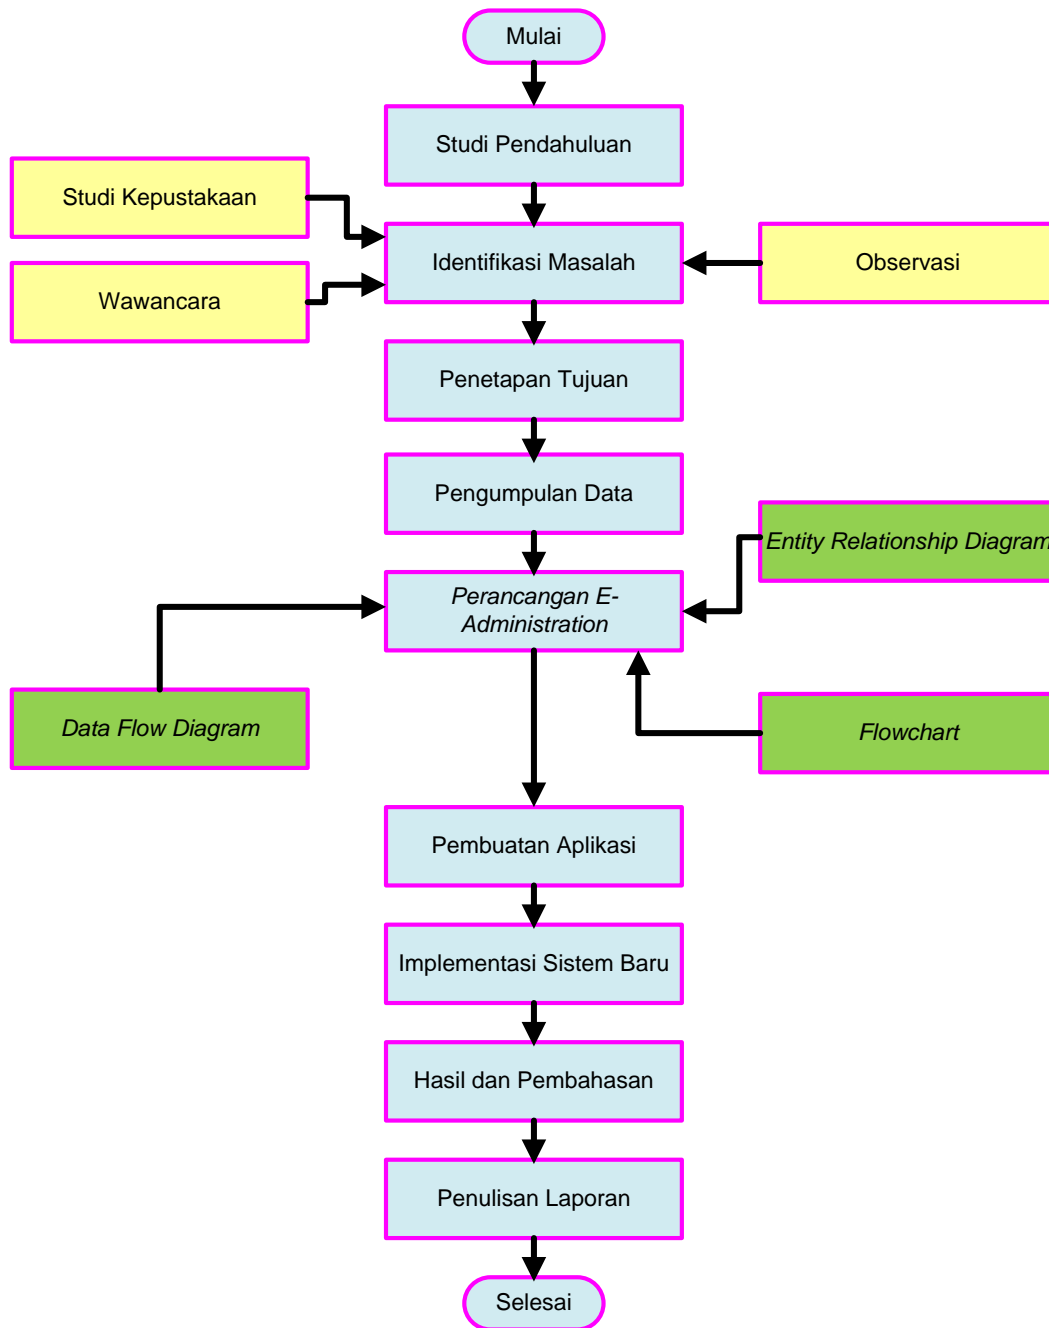 Mulai
Studi Pendahuluan
Studi Kepustakaan
Identifikasi Masalah
Observasi
Wawancara
Penetapan Tujuan
Pengumpulan Data
Entity Relationship Diagram
Perancangan E-
Administration
Data Flow Diagram
Flowchart
Pembuatan Aplikasi
Implementasi Sistem Baru
Hasil dan Pembahasan
Penulisan Laporan
Selesai